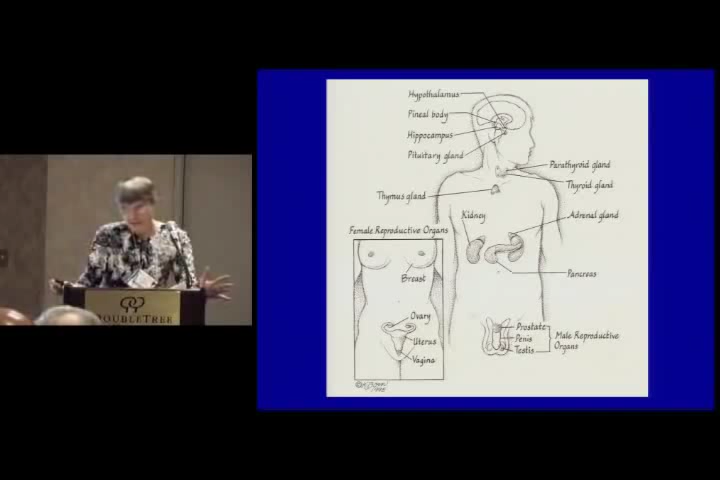 Hypothalamus
Pineal body
Hippocampus
Pituitary gland
Parathyroid gland
Thyroid gland
Thymus gland
Kidney
Adrenal gland
Female Reproductive Organs
Breast
Pancreas
Ovary
Uterus
Vagina
Prostate
Penis
Testis
Male Reproductive
Organs
DOUBLETREE